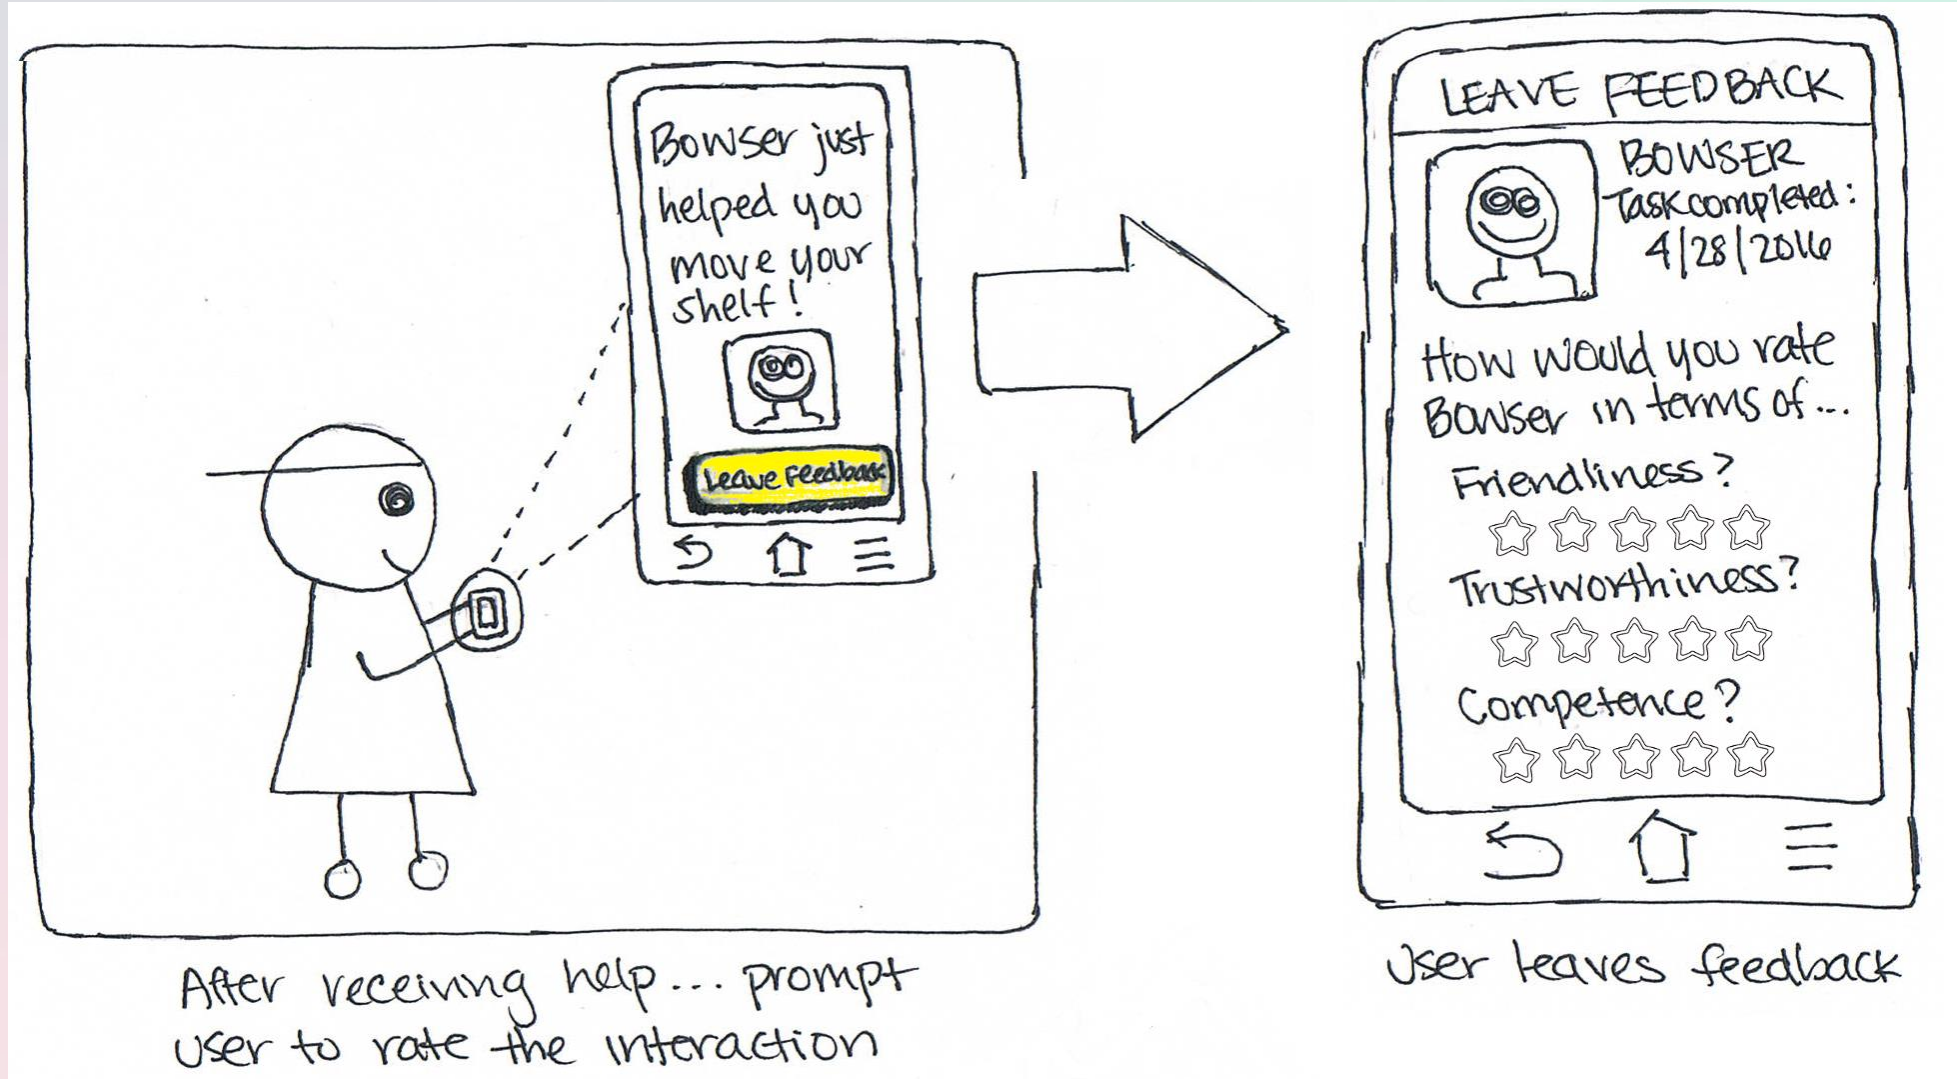 Bowser just
helped you
move your
shelf!
Leave Feedback
After receiving help... prompt
user to rate the interaction
LEAVE FEEDBACK
BOWSER
Task completed:
4/28/2016
How would you rate
Bowser in terms of...
Friendliness?
Trustworthiness?
Competence?
User leaves feedback